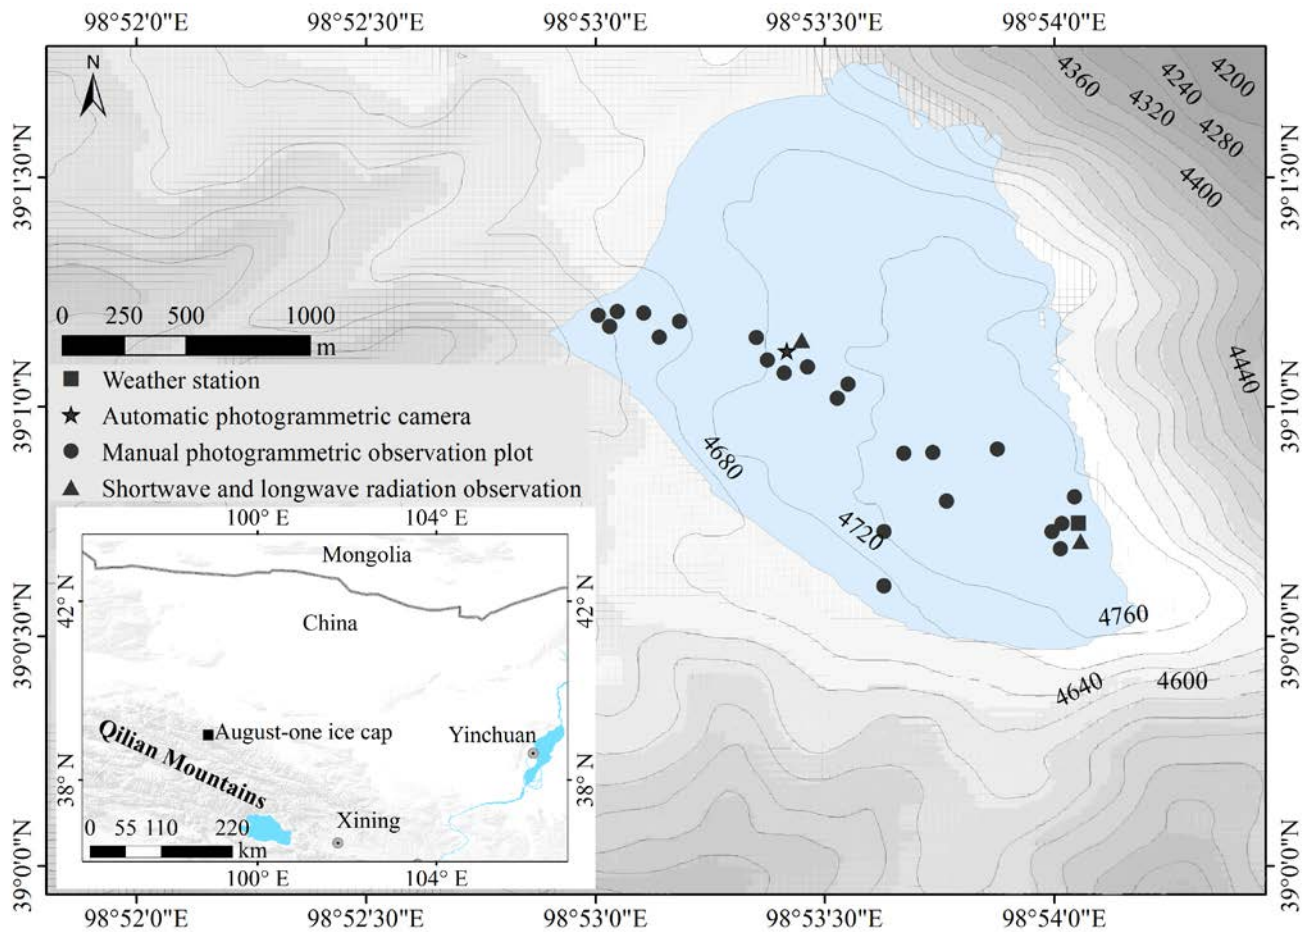 98°52'0"E 98°52'30"E 98°53'0"E 98°53'30"E 98°54'0"E
N
4360
4240
4200
4320
4280
4400
39°1'30"N
39°1'30"N
0 250 500 1000
m
4440
Weather station
39°1'0"N
39°1'0"N
Automatic photogrammetric camera
Manual photogrammetric observation plot
4680
Shortwave and longwave radiation observation
4720
100° E 104° E
Mongolia
42° N
42° N
China
4760
39°0'30"N
39°0'30"N
4640
4600
August-one ice cap
Yinchuan
Qilian Mountains
38° N
38° N
Xining
0 55 110 220
km
39°0'0"N
39°0'0"N
100° E 104° E
98°52'0"E 98°52'30"E 98°53'0"E 98°53'30"E 98°54'0"E